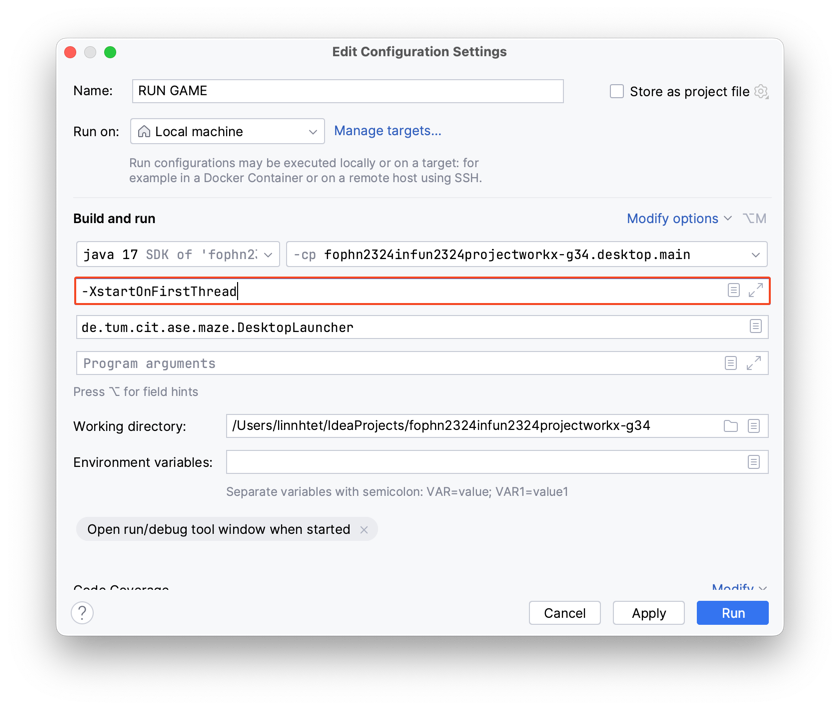 Edit Configuration Settings
Name: RUN GAME Store as project file
Run on: Local machine Manage targets...
Run configurations may be executed locally or on a target: for
example in a Docker Container or on a remote host using SSH.
Build and run Modify options ⌥M
java 17 SDK of 'fophn2 -cp fophn2324infun2324projectworkx-g34.desktop.main
-XstartOnFirstThread
de.tum.cit.ase.maze.DesktopLauncher
Program arguments
Press ⌥ for field hints
Working directory: /Users/linnhtet/IdeaProjects/fophn2324infun2324projectworkx-g34
Environment variables:
Separate variables with semicolon: VAR=value; VAR1=value1
Open run/debug tool window when started ×
Code Coverage Modify
? Cancel Apply Run